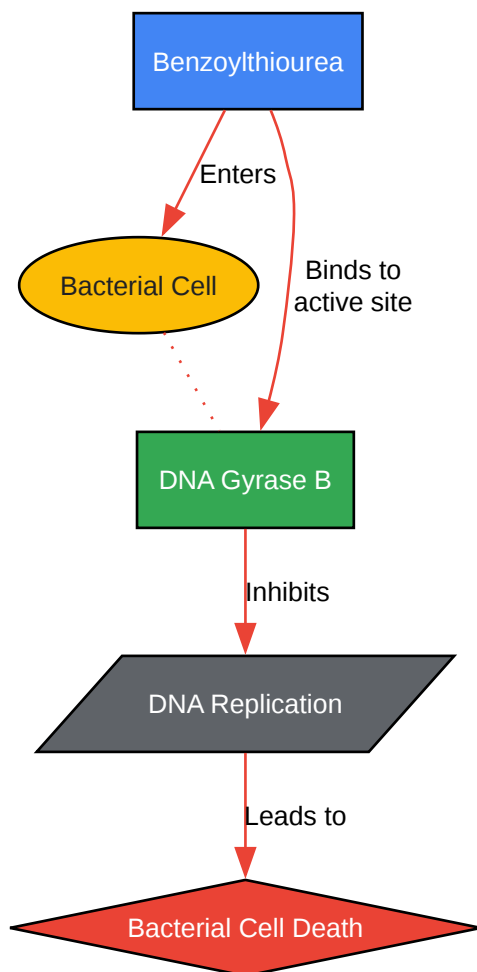 Benzoylthiourea
Enters
Bacterial Cell
Binds to
active site
DNA Gyrase B
Inhibits
DNA Replication
Leads to
Bacterial Cell Death